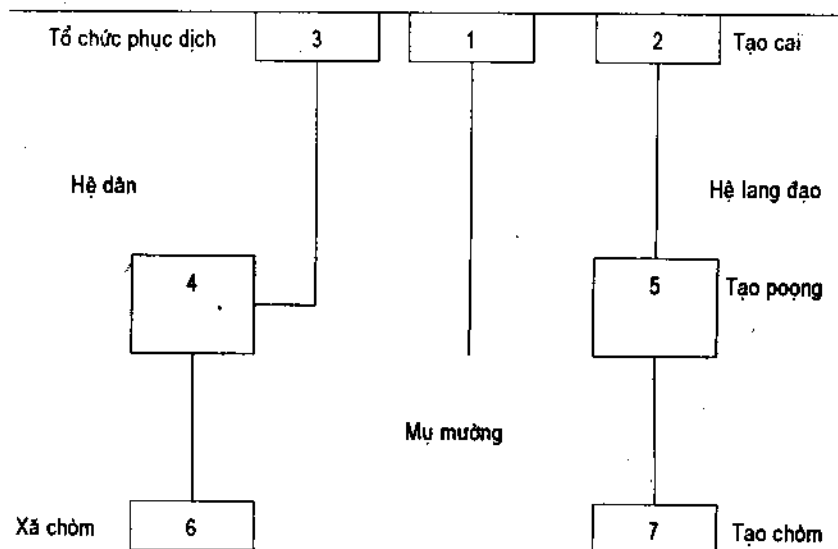 Tổ chức phục dịch 3 1 2 Tạo cai
Hệ dân Hệ lang đạo
4 5 Tạo poọng
Mụ mường
Xã chòm 6 7 Tạo chòm